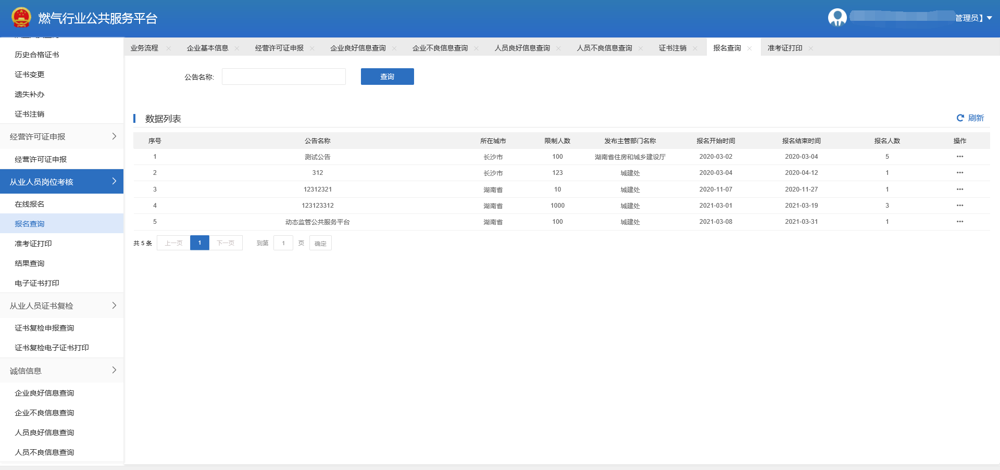 燃气行业公共服务平台
管理员】
历史合格证书
证书变更
遗失补办
证书注销
经营许可证申报
经营许可证申报
从业人员岗位考核
在线报名
报名查询
准考证打印
结果查询
电子证书打印
从业人员证书复检
证书复检申报查询
证书复检电子证书打印
诚信信息
企业良好信息查询
企业不良信息查询
人员良好信息查询
人员不良信息查询
业务流程 企业基本信息 经营许可证申报 企业良好信息查询 企业不良信息查询 人员良好信息查询 人员不良信息查询 证书注销 报名查询 准考证打印
公告名称: 查询
数据列表 刷新
序号 公告名称 所在城市 限制人数 发布主管部门名称 报名开始时间 报名结束时间 报名人数 操作
1 测试公告 长沙市 100 湖南省住房和城乡建设厅 2020-03-02 2020-03-04 5 •••
2 312 长沙市 123 城建处 2020-03-04 2020-04-12 1 •••
3 12312321 湖南省 10 城建处 2020-11-07 2020-11-27 1 •••
4 123123312 湖南省 1000 城建处 2021-03-01 2021-03-19 3 •••
5 动态监管公共服务平台 湖南省 100 城建处 2021-03-08 2021-03-31 1 •••
共 5 条 上一页 1 下一页 到第 1 页 确定